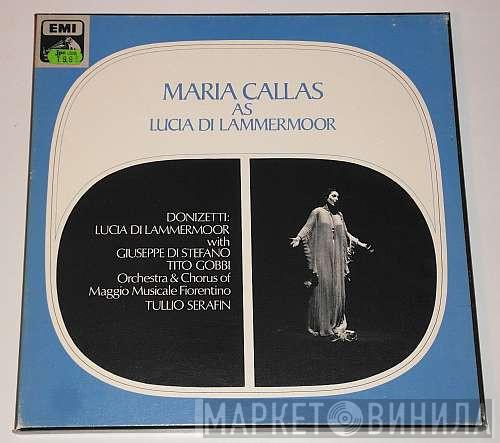 EMI
MARIA CALLAS
AS
LUCIA DI LAMMERMOOR
DONIZETTI:
LUCIA DI LAMMERMOOR
with
GIUSEPPE DI STEFANO
TITO GOBBI
Orchestra & Chorus of
Maggio Musicale Fiorentino
TULLIO SERAFIN
МАРКЕТ ВИНИЛА